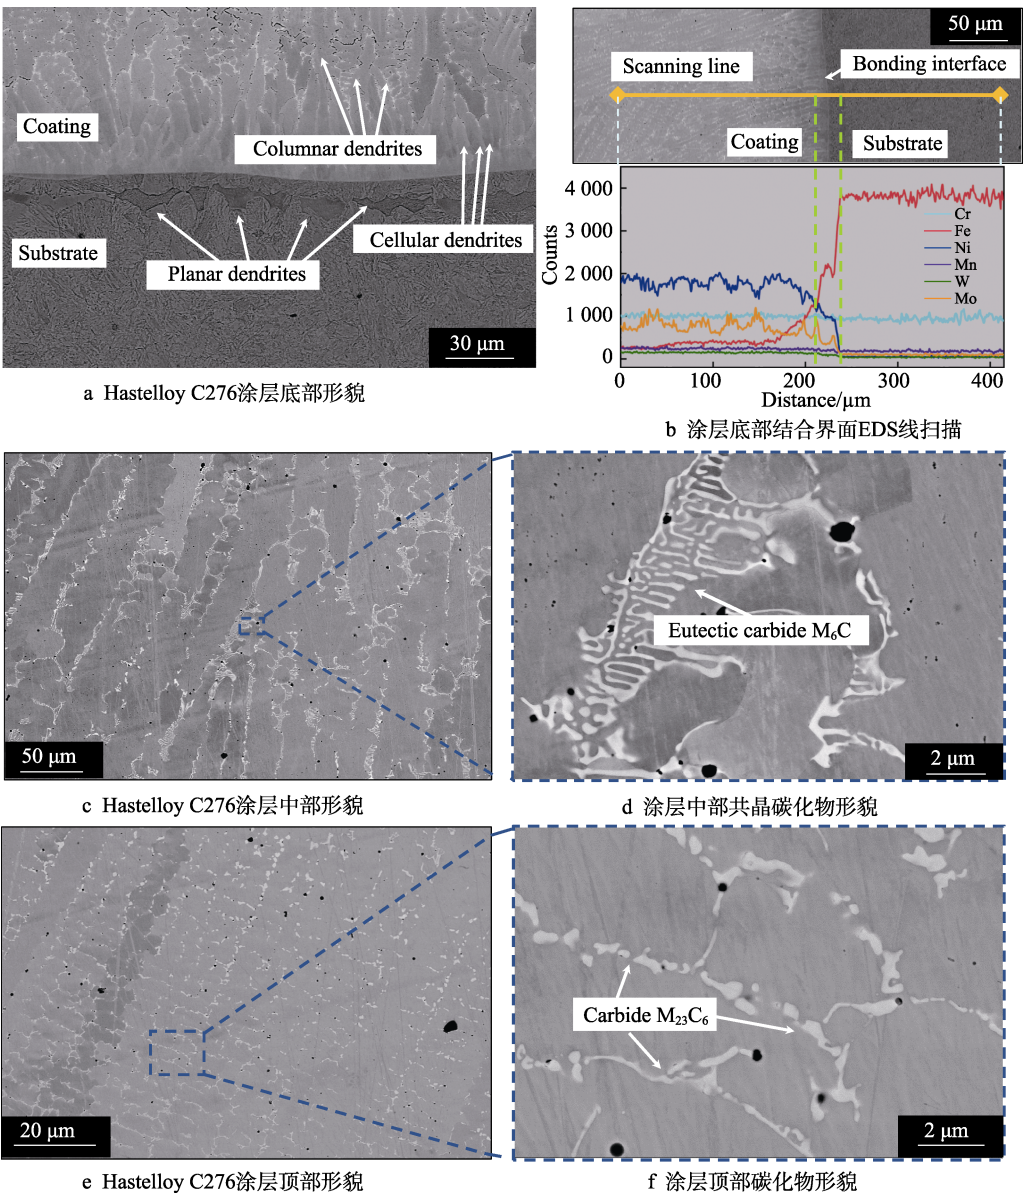 Coating
Columnar dendrites
Cellular dendrites
Substrate
Planar dendrites
30 μm
a Hastelloy C276涂层底部形貌
50 μm
Scanning line
Bonding interface
Coating
Substrate
4 000
3 000
2 000
1 000
0
Counts
Cr
Fe
Ni
Mn
W
Mo
0 100 200 300 400
Distance/μm
b 涂层底部结合界面EDS线扫描
50 μm
c Hastelloy C276涂层中部形貌
Eutectic carbide M₆C
2 μm
d 涂层中部共晶碳化物形貌
20 μm
e Hastelloy C276涂层顶部形貌
Carbide M₂₃C₆
2 μm
f 涂层顶部碳化物形貌